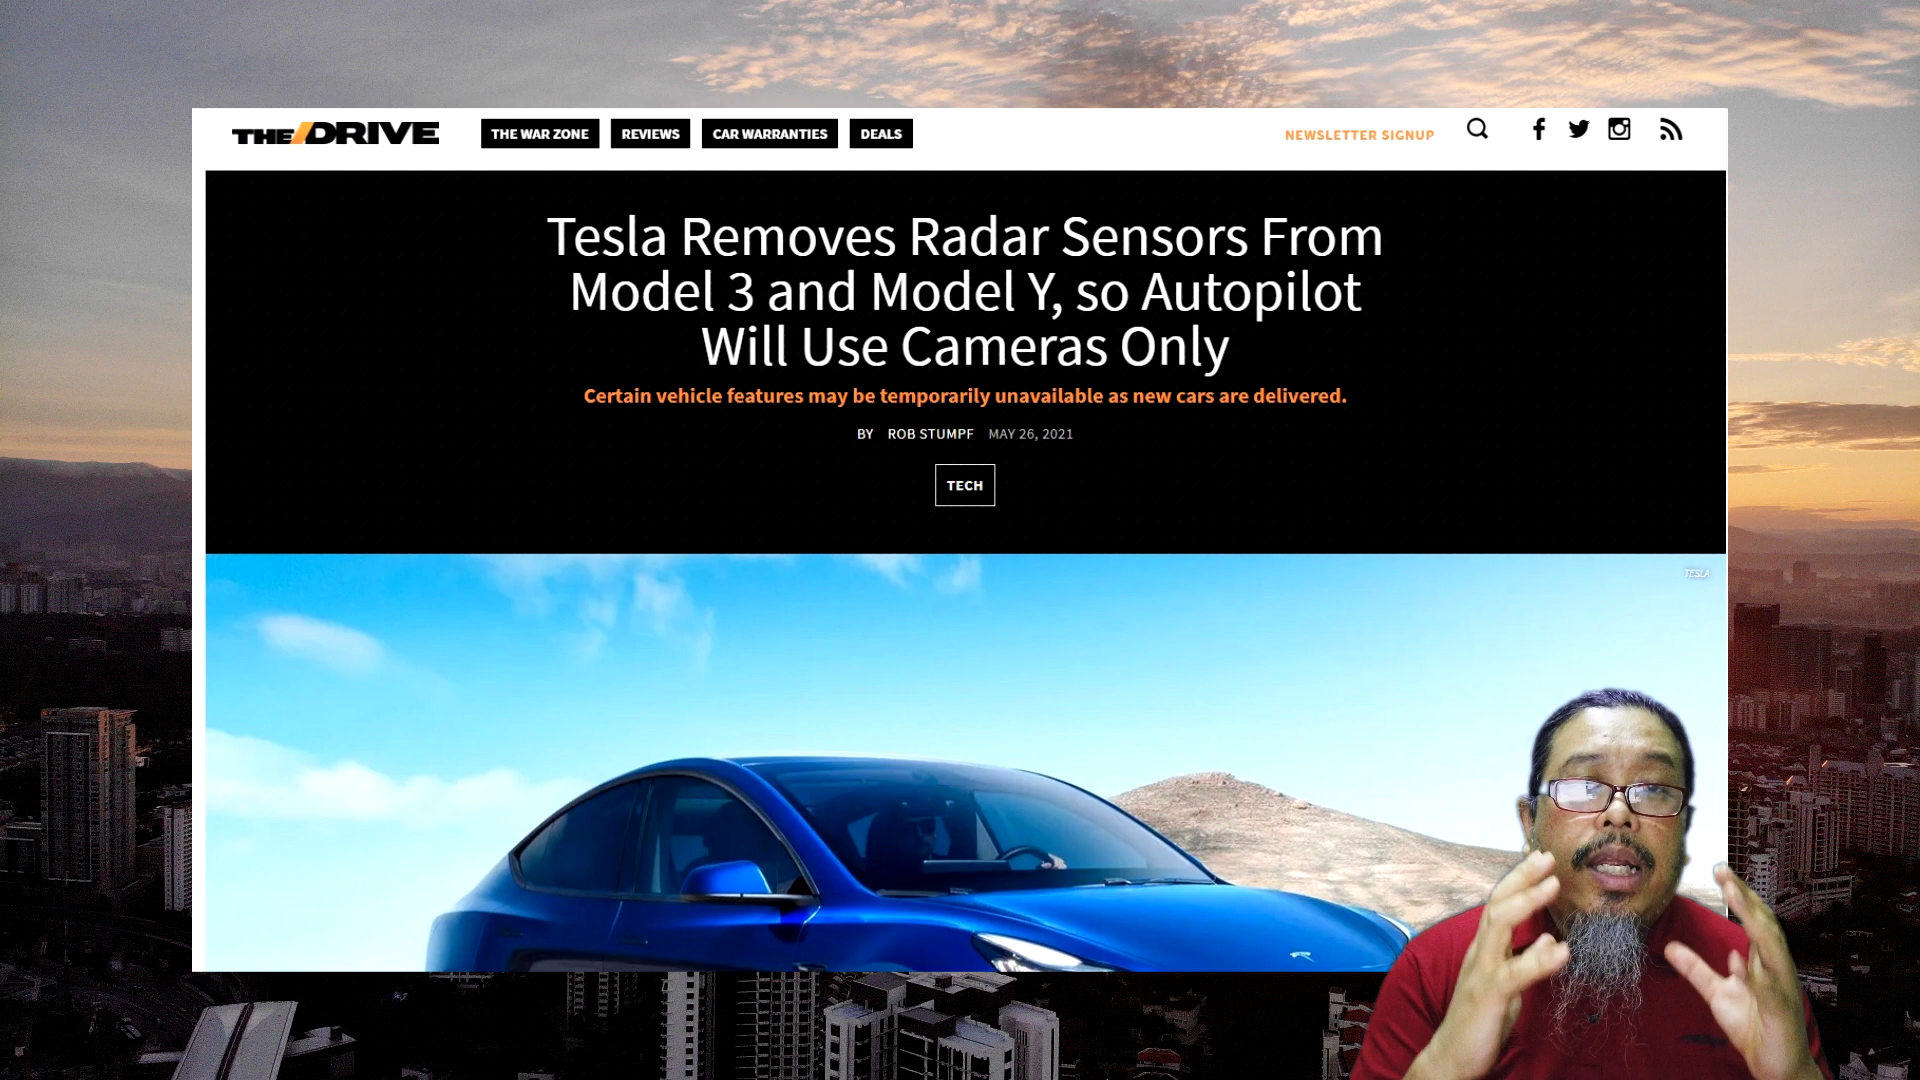 THE DRIVE
THE WAR ZONE
REVIEWS
CAR WARRANTIES
DEALS
NEWSLETTER SIGNUP
Tesla Removes Radar Sensors From
Model 3 and Model Y, so Autopilot
Will Use Cameras Only
Certain vehicle features may be temporarily unavailable as new cars are delivered.
BY ROB STUMPF MAY 26, 2021
TECH
TESLA